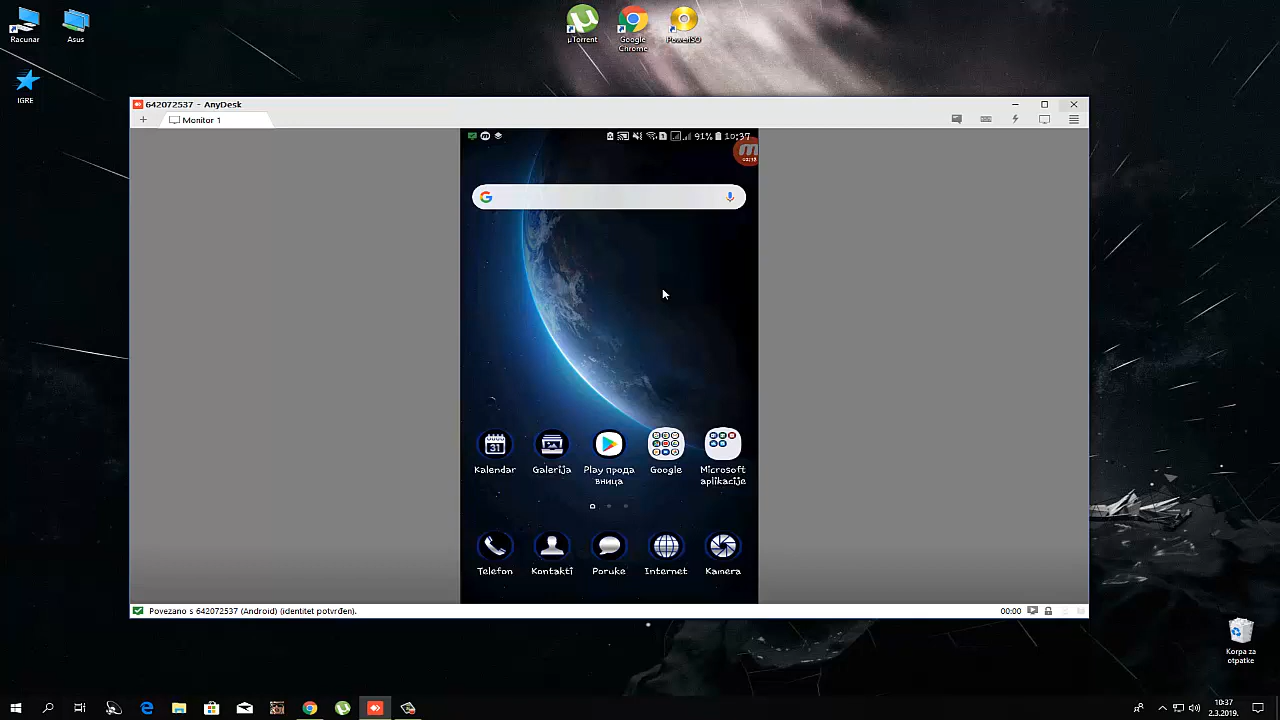 Racunar
Asus
µTorrent
Google
Chrome
PowerISO
IGRE
642072537 - AnyDesk
Monitor 1
91% 10:37
Kalendar
Galerija
Play прода
вница
Google
Microsoft
aplikacije
Telefon
Kontakti
Poruke
Internet
Kamera
Povezano s 642072537 (Android) (identitet potvrđen).
00:00
Korpa za
otpatke
10:37
2.3.2019.